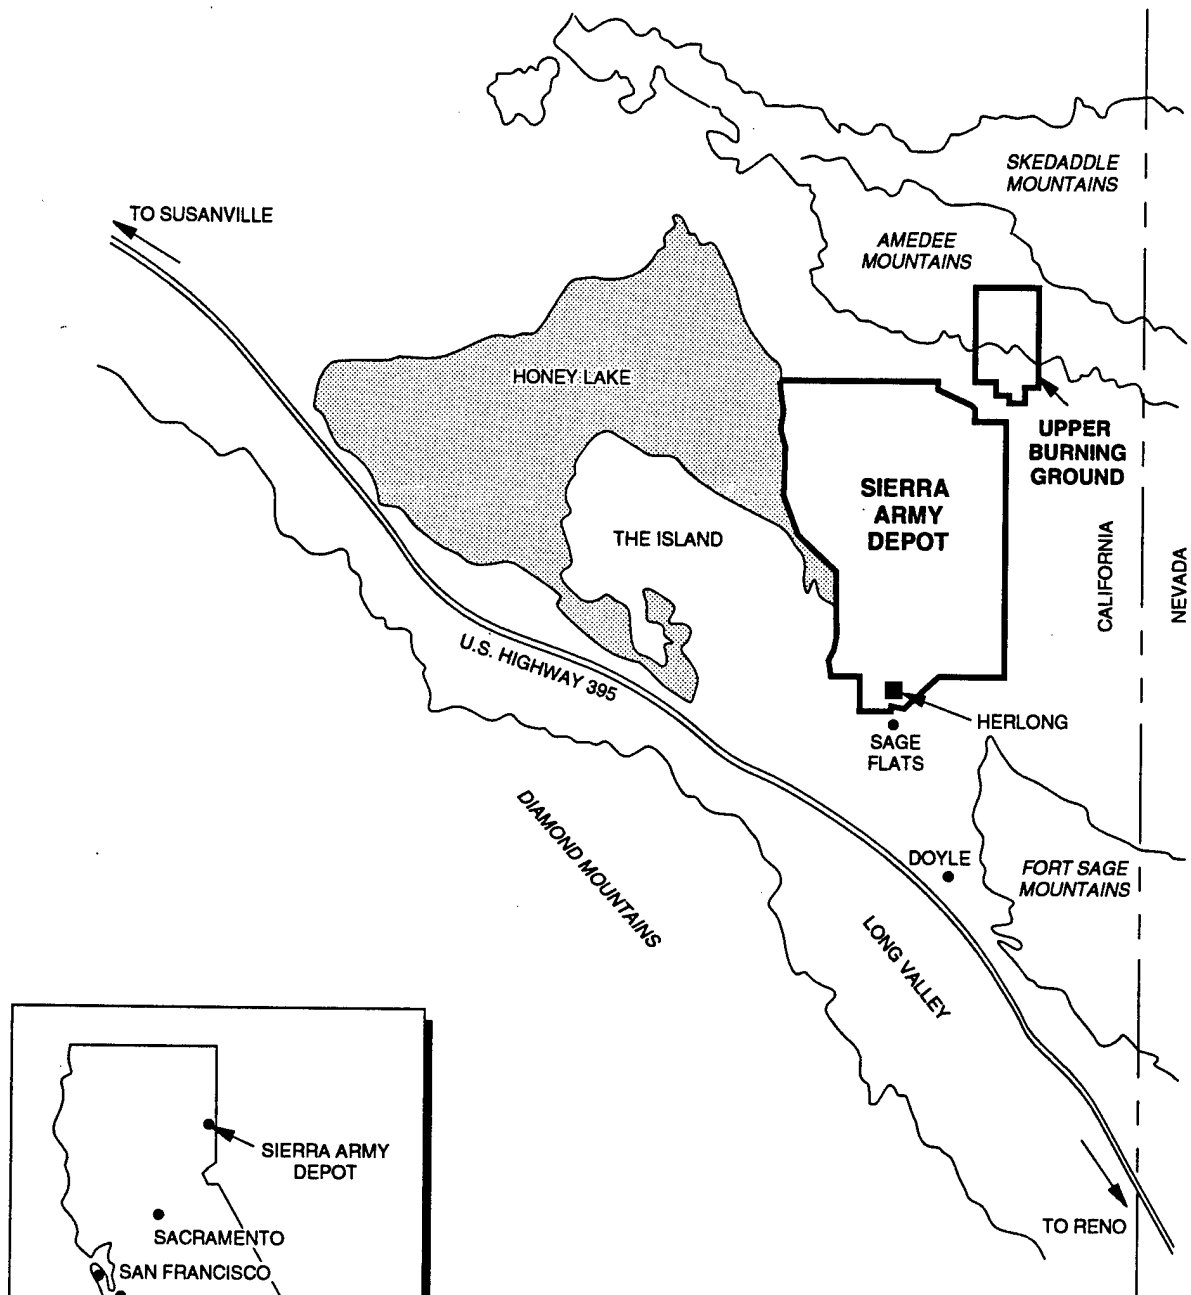 SKEDADDLE
MOUNTAINS
TO SUSANVILLE
AMEDEE
MOUNTAINS
HONEY LAKE
UPPER
BURNING
GROUND
SIERRA
ARMY
DEPOT
THE ISLAND
CALIFORNIA
NEVADA
U.S. HIGHWAY 395
HERLONG
SAGE
FLATS
DIAMOND MOUNTAINS
DOYLE
FORT SAGE
MOUNTAINS
LONG VALLEY
SIERRA ARMY
DEPOT
SACRAMENTO
TO RENO
SAN FRANCISCO